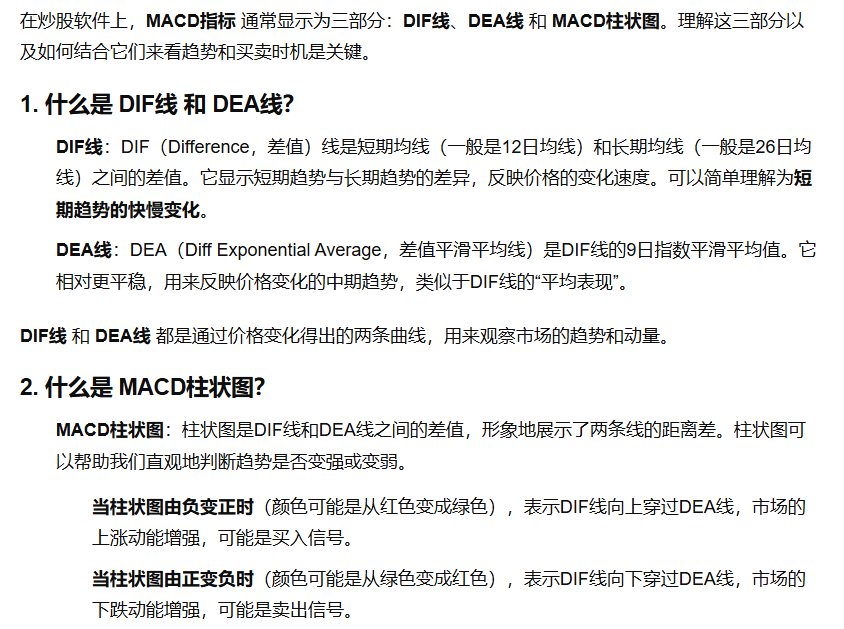 在炒股软件上，MACD指标 通常显示为三部分：DIF线、DEA线 和 MACD柱状图。理解这三部分以
及如何结合它们来看趋势和买卖时机是关键。
1. 什么是 DIF线 和 DEA线？
DIF线：DIF（Difference，差值）线是短期均线（一般是12日均线）和长期均线（一般是26日均
线）之间的差值。它显示短期趋势与长期趋势的差异，反映价格的变化速度。可以简单理解为短
期趋势的快慢变化。
DEA线：DEA（Diff Exponential Average，差值平滑平均线）是DIF线的9日指数平滑平均值。它
相对更平稳，用来反映价格变化的中期趋势，类似于DIF线的“平均表现”。
DIF线 和 DEA线 都是通过价格变化得出的两条曲线，用来观察市场的趋势和动量。
2. 什么是 MACD柱状图？
MACD柱状图：柱状图是DIF线和DEA线之间的差值，形象地展示了两条线的距离差。柱状图可
以帮助我们直观地判断趋势是否变强或变弱。
当柱状图由负变正时（颜色可能是从红色变成绿色），表示DIF线向上穿过DEA线，市场的
上涨动能增强，可能是买入信号。
当柱状图由正变负时（颜色可能是从绿色变成红色），表示DIF线向下穿过DEA线，市场的
下跌动能增强，可能是卖出信号。